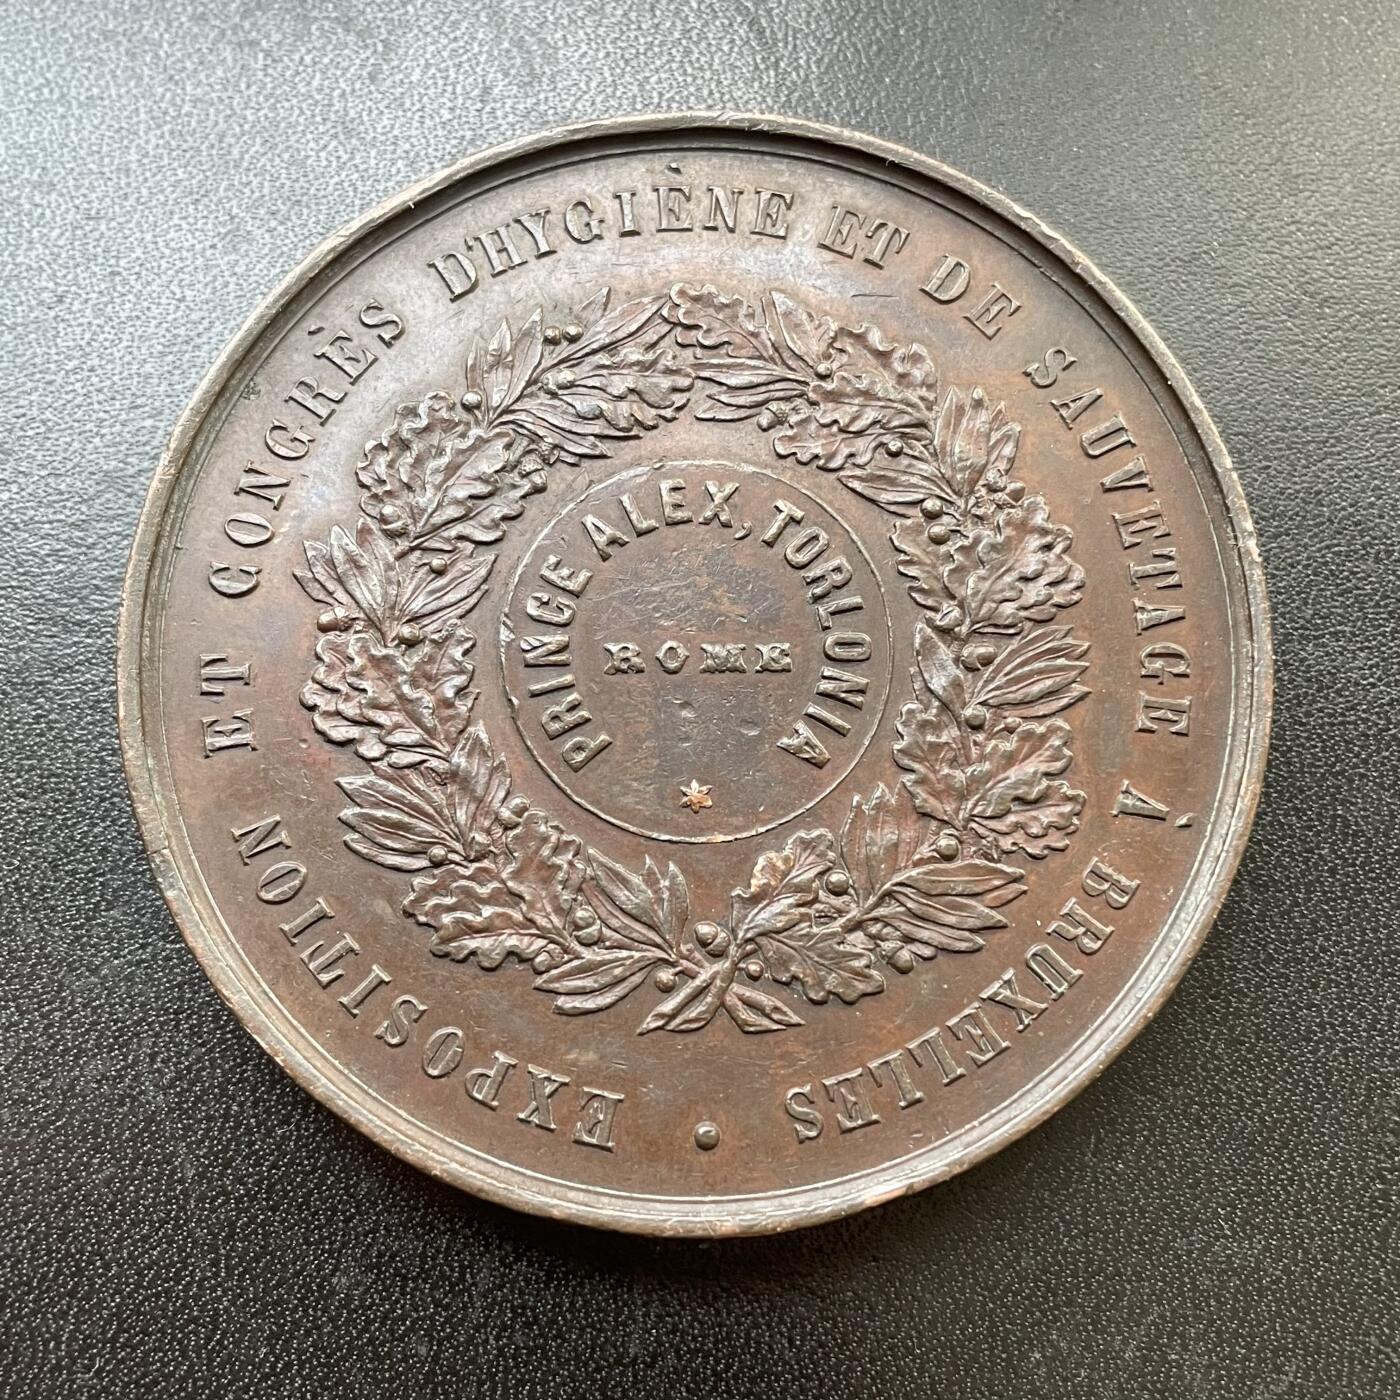 EXPOSITION ET CONGRÈS D'HYGIÈNE ET DE SAUVETAGE À BRUXELLES
PRINCE ALEX, TORLONIA
ROME